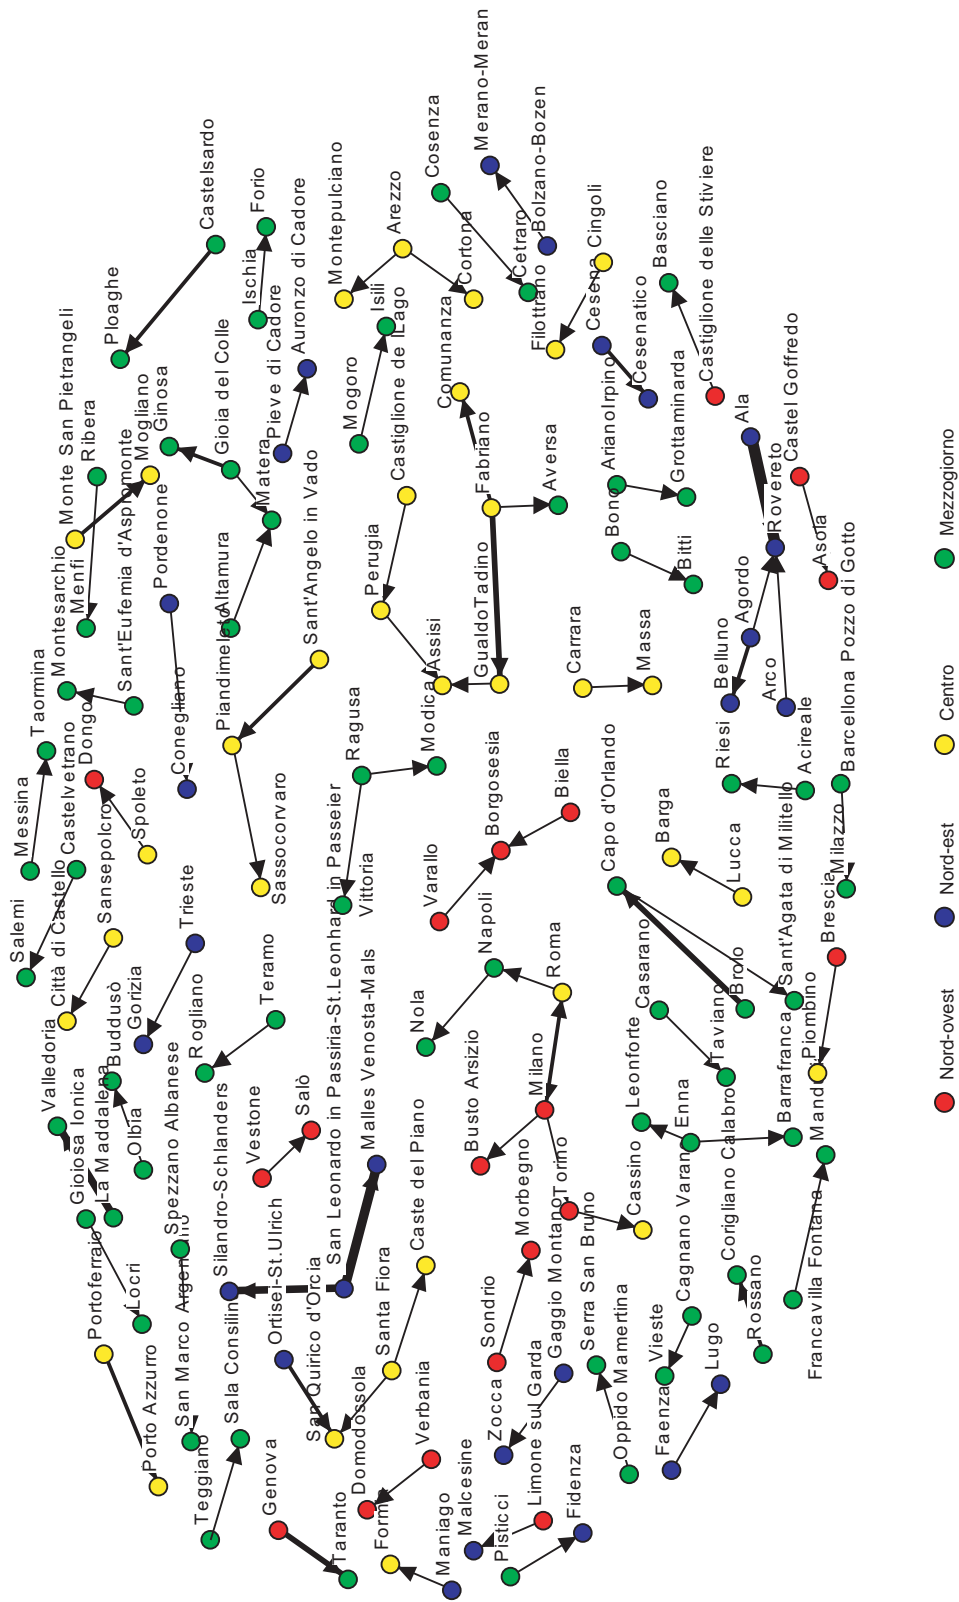 Merano-Meran
Bolzano-Bozen
Cosenza
Cetraro
Castelsardo
Ploaghe
Forio
Ischia
Auronzo di Cadore
Pieve di Cadore
Montepulciano
Arezzo
Cortona
Cingoli
Filottrano
Cesena
Cesenatico
Basciano
Castiglione delle Stiviere
Isili
Mogoro
Castiglione del Lago
Comunanza
Fabriano
Aversa
Gualdo Tadino
Perugia
Assisi
Monte San Pietrangeli
Mogliano
Ribera
Menfi
Ginosa
Gioia del Colle
Matera
Altamura
Sant'Eufemia d'Aspromonte
Montesarchio
Pordenone
Conegliano
Sant'Angelo in Vado
Piandimeleto
Sassocorvaro
Ariano Irpino
Grottaminarda
Bono
Bitti
Ala
Rovereto
Castel Goffredo
Asola
Agordo
Belluno
Arco
Carrara
Massa
Taormina
Messina
Dongo
Spoleto
Castelvetrano
Salemi
Sansepolcro
Città di Castello
Trieste
Gorizia
Ragusa
Modica
Vittoria
Borgosesia
Biella
Varallo
Capo d'Orlando
Brolo
Sant'Agata di Militello
Riesi
Acireale
Barcellona Pozzo di Gotto
Milazzo
Barga
Lucca
Brescia
Piombino
Napoli
Nola
Roma
Milano
Busto Arsizio
Torino
Cassino
Casarano
Taviano
Leonforte
Enna
Barrafranca
Teramo
Rogliano
Valledoria
La Maddalena
Buddusò
Olbia
Gioiosa Ionica
Locri
Spezzano Albanese
San Marco Argentano
Vestone
Salò
San Leonardo in Passiria-St.Leonhard in Passeier
Malles Venosta-Mals
Silandro-Schlanders
Ortisei-St.Ulrich
San Quirico d'Orcia
Santa Fiora
Castel del Piano
Portoferraio
Porto Azzurro
Teggiano
Sala Consilina
Genova
Taranto
Verbania
Domodossola
Maniago
Formia
Sondrio
Morbegno
Gaggio Montano
Zocca
Limone sul Garda
Malcesine
Pisticci
Fidenza
Oppido Mamertina
Serra San Bruno
Cagnano Varano
Vieste
Faenza
Lugo
Rossano
Corigliano Calabro
Francavilla Fontana
Nord-ovest
Nord-est
Centro
Mezzogiorno